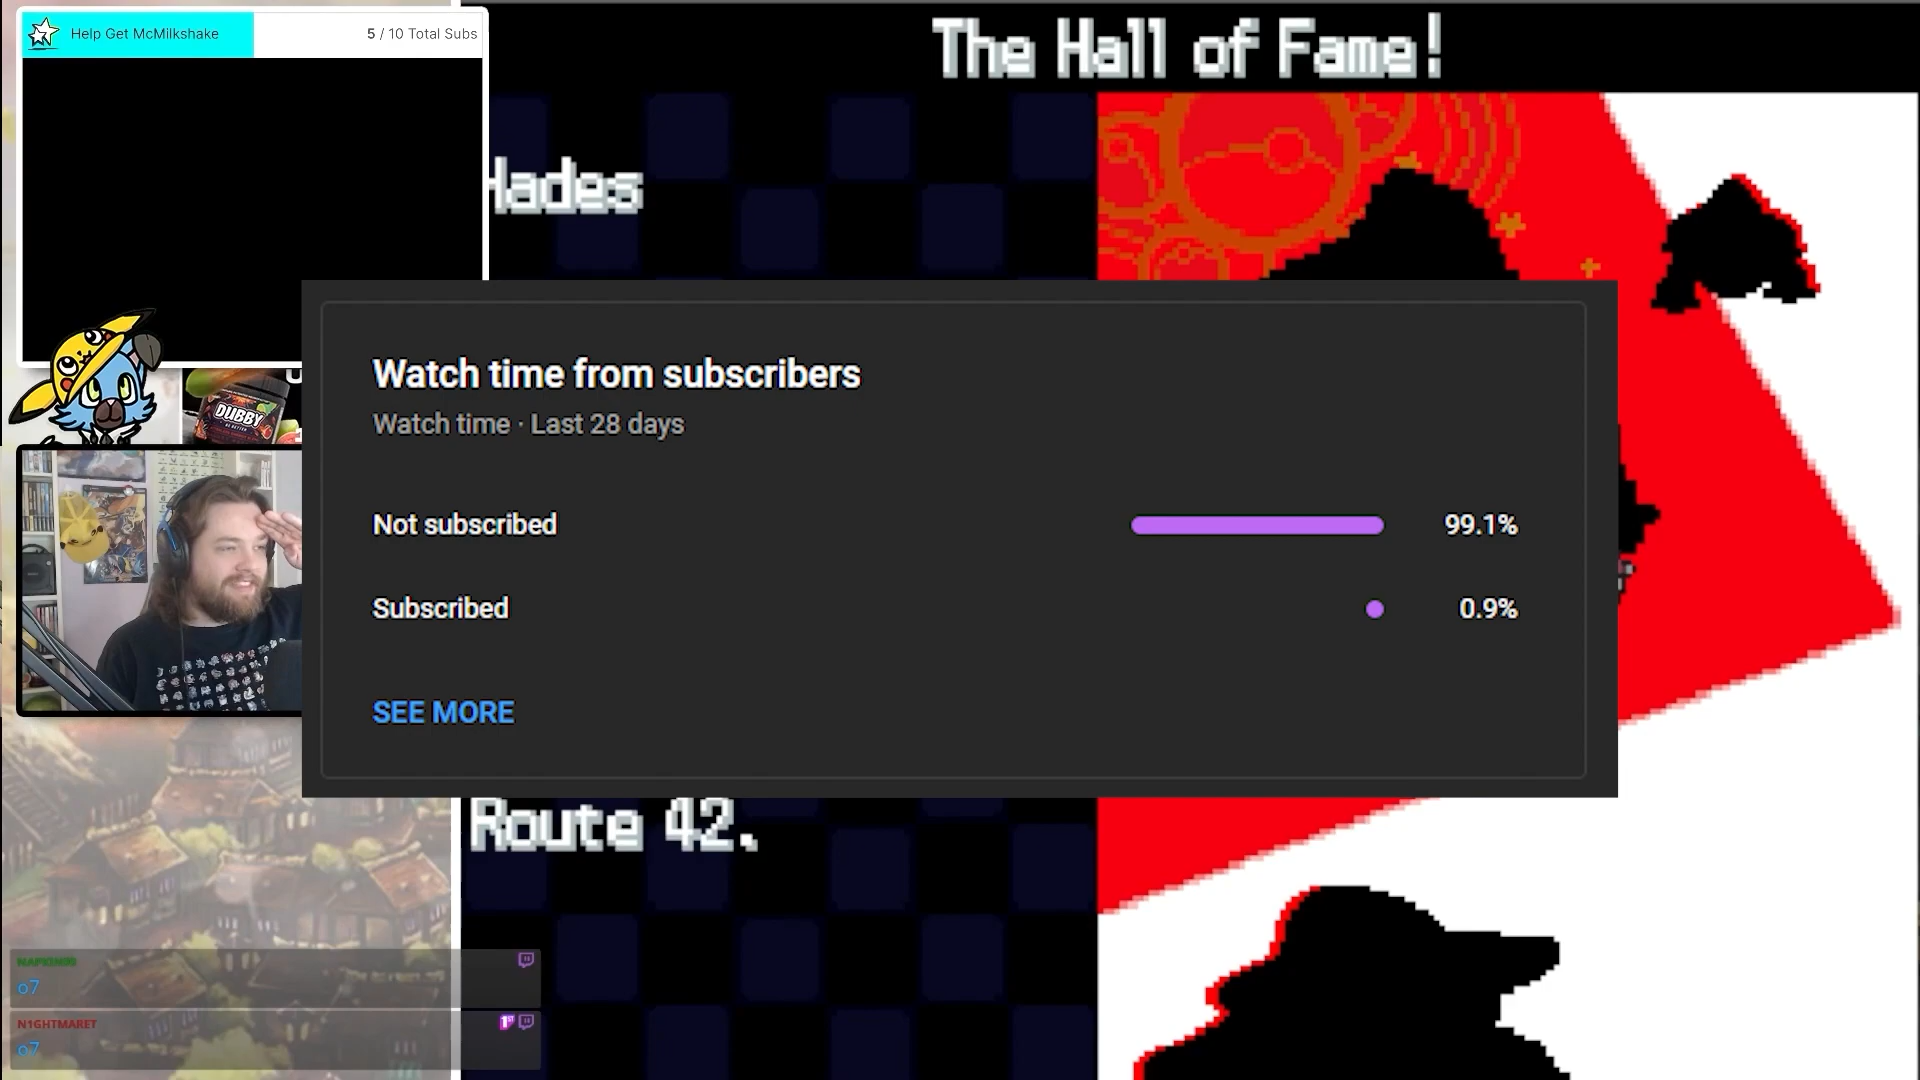 Help Get McMilkshake
5 / 10 Total Subs
The Hall of Fame!
Hades
DUBBY
Watch time from subscribers
Watch time · Last 28 days
Not subscribed 99.1%
Subscribed 0.9%
SEE MORE
Route 42.
o7
N1GHTMARET
o7